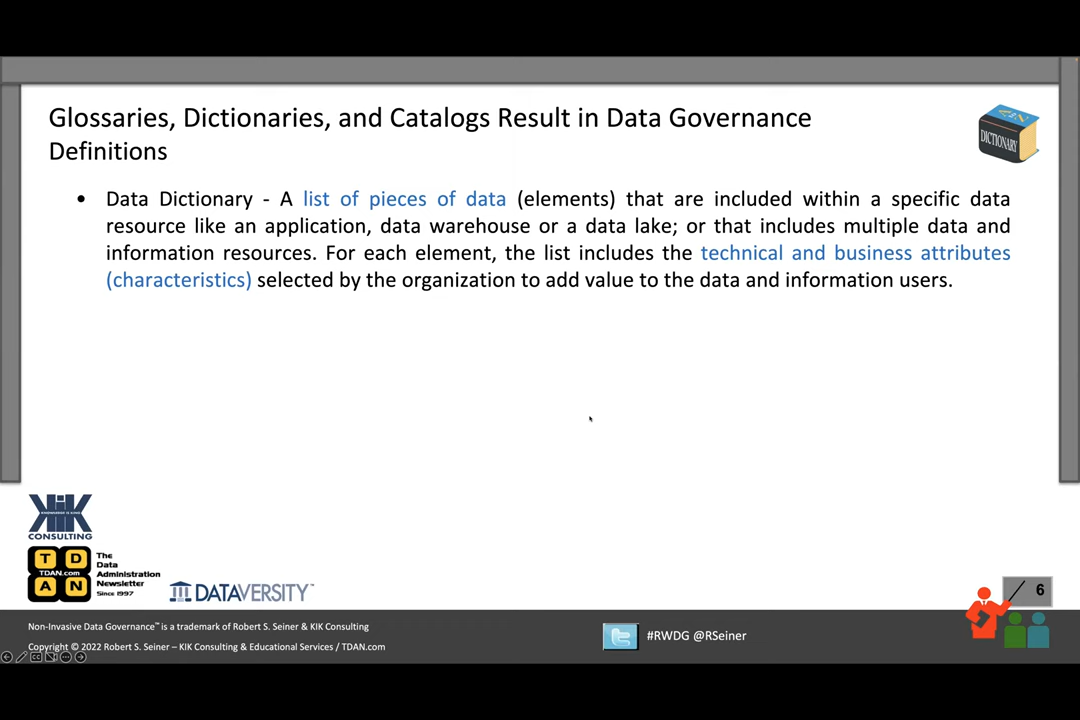 Glossaries, Dictionaries, and Catalogs Result in Data Governance
Definitions
DICTIONARY
• Data Dictionary - A list of pieces of data (elements) that are included within a specific data
resource like an application, data warehouse or a data lake; or that includes multiple data and
information resources. For each element, the list includes the technical and business attributes
(characteristics) selected by the organization to add value to the data and information users.
KIK
KNOWLEDGE IS KING
CONSULTING
T D
TDAN.com
A N
The
Data
Administration
Newsletter
Since 1997
DATAVERSITY™
6
Non-Invasive Data Governance™ is a trademark of Robert S. Seiner & KIK Consulting
Copyright © 2022 Robert S. Seiner – KIK Consulting & Educational Services / TDAN.com
#RWDG @RSeiner